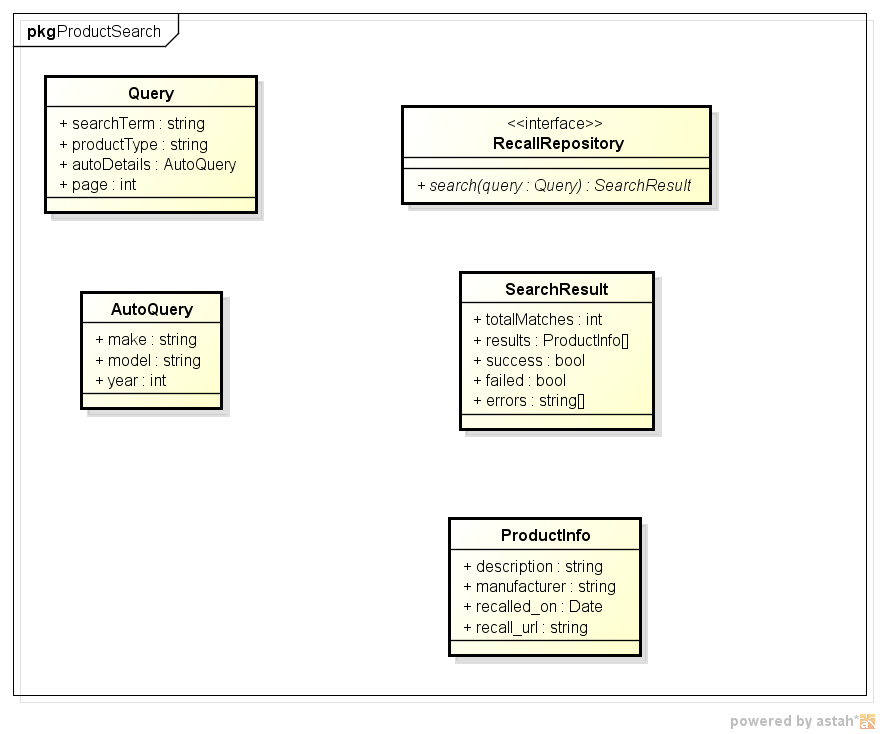 pkgProductSearch
Query
+ searchTerm : string
+ productType : string
+ autoDetails : AutoQuery
+ page : int
<<interface>>
RecallRepository
+ search(query : Query) : SearchResult
AutoQuery
+ make : string
+ model : string
+ year : int
SearchResult
+ totalMatches : int
+ results : ProductInfo[]
+ success : bool
+ failed : bool
+ errors : string[]
ProductInfo
+ description : string
+ manufacturer : string
+ recalled_on : Date
+ recall_url : string
powered by astah*